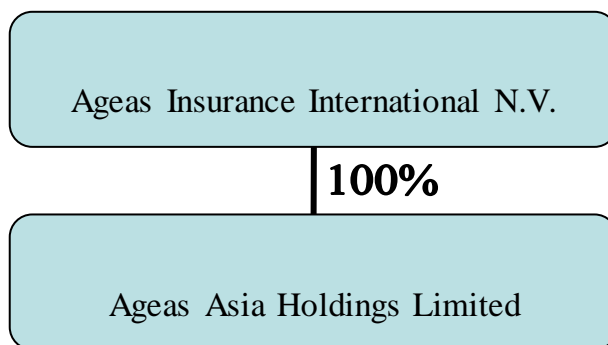 Ageas Insurance International N.V.
100%
Ageas Asia Holdings Limited